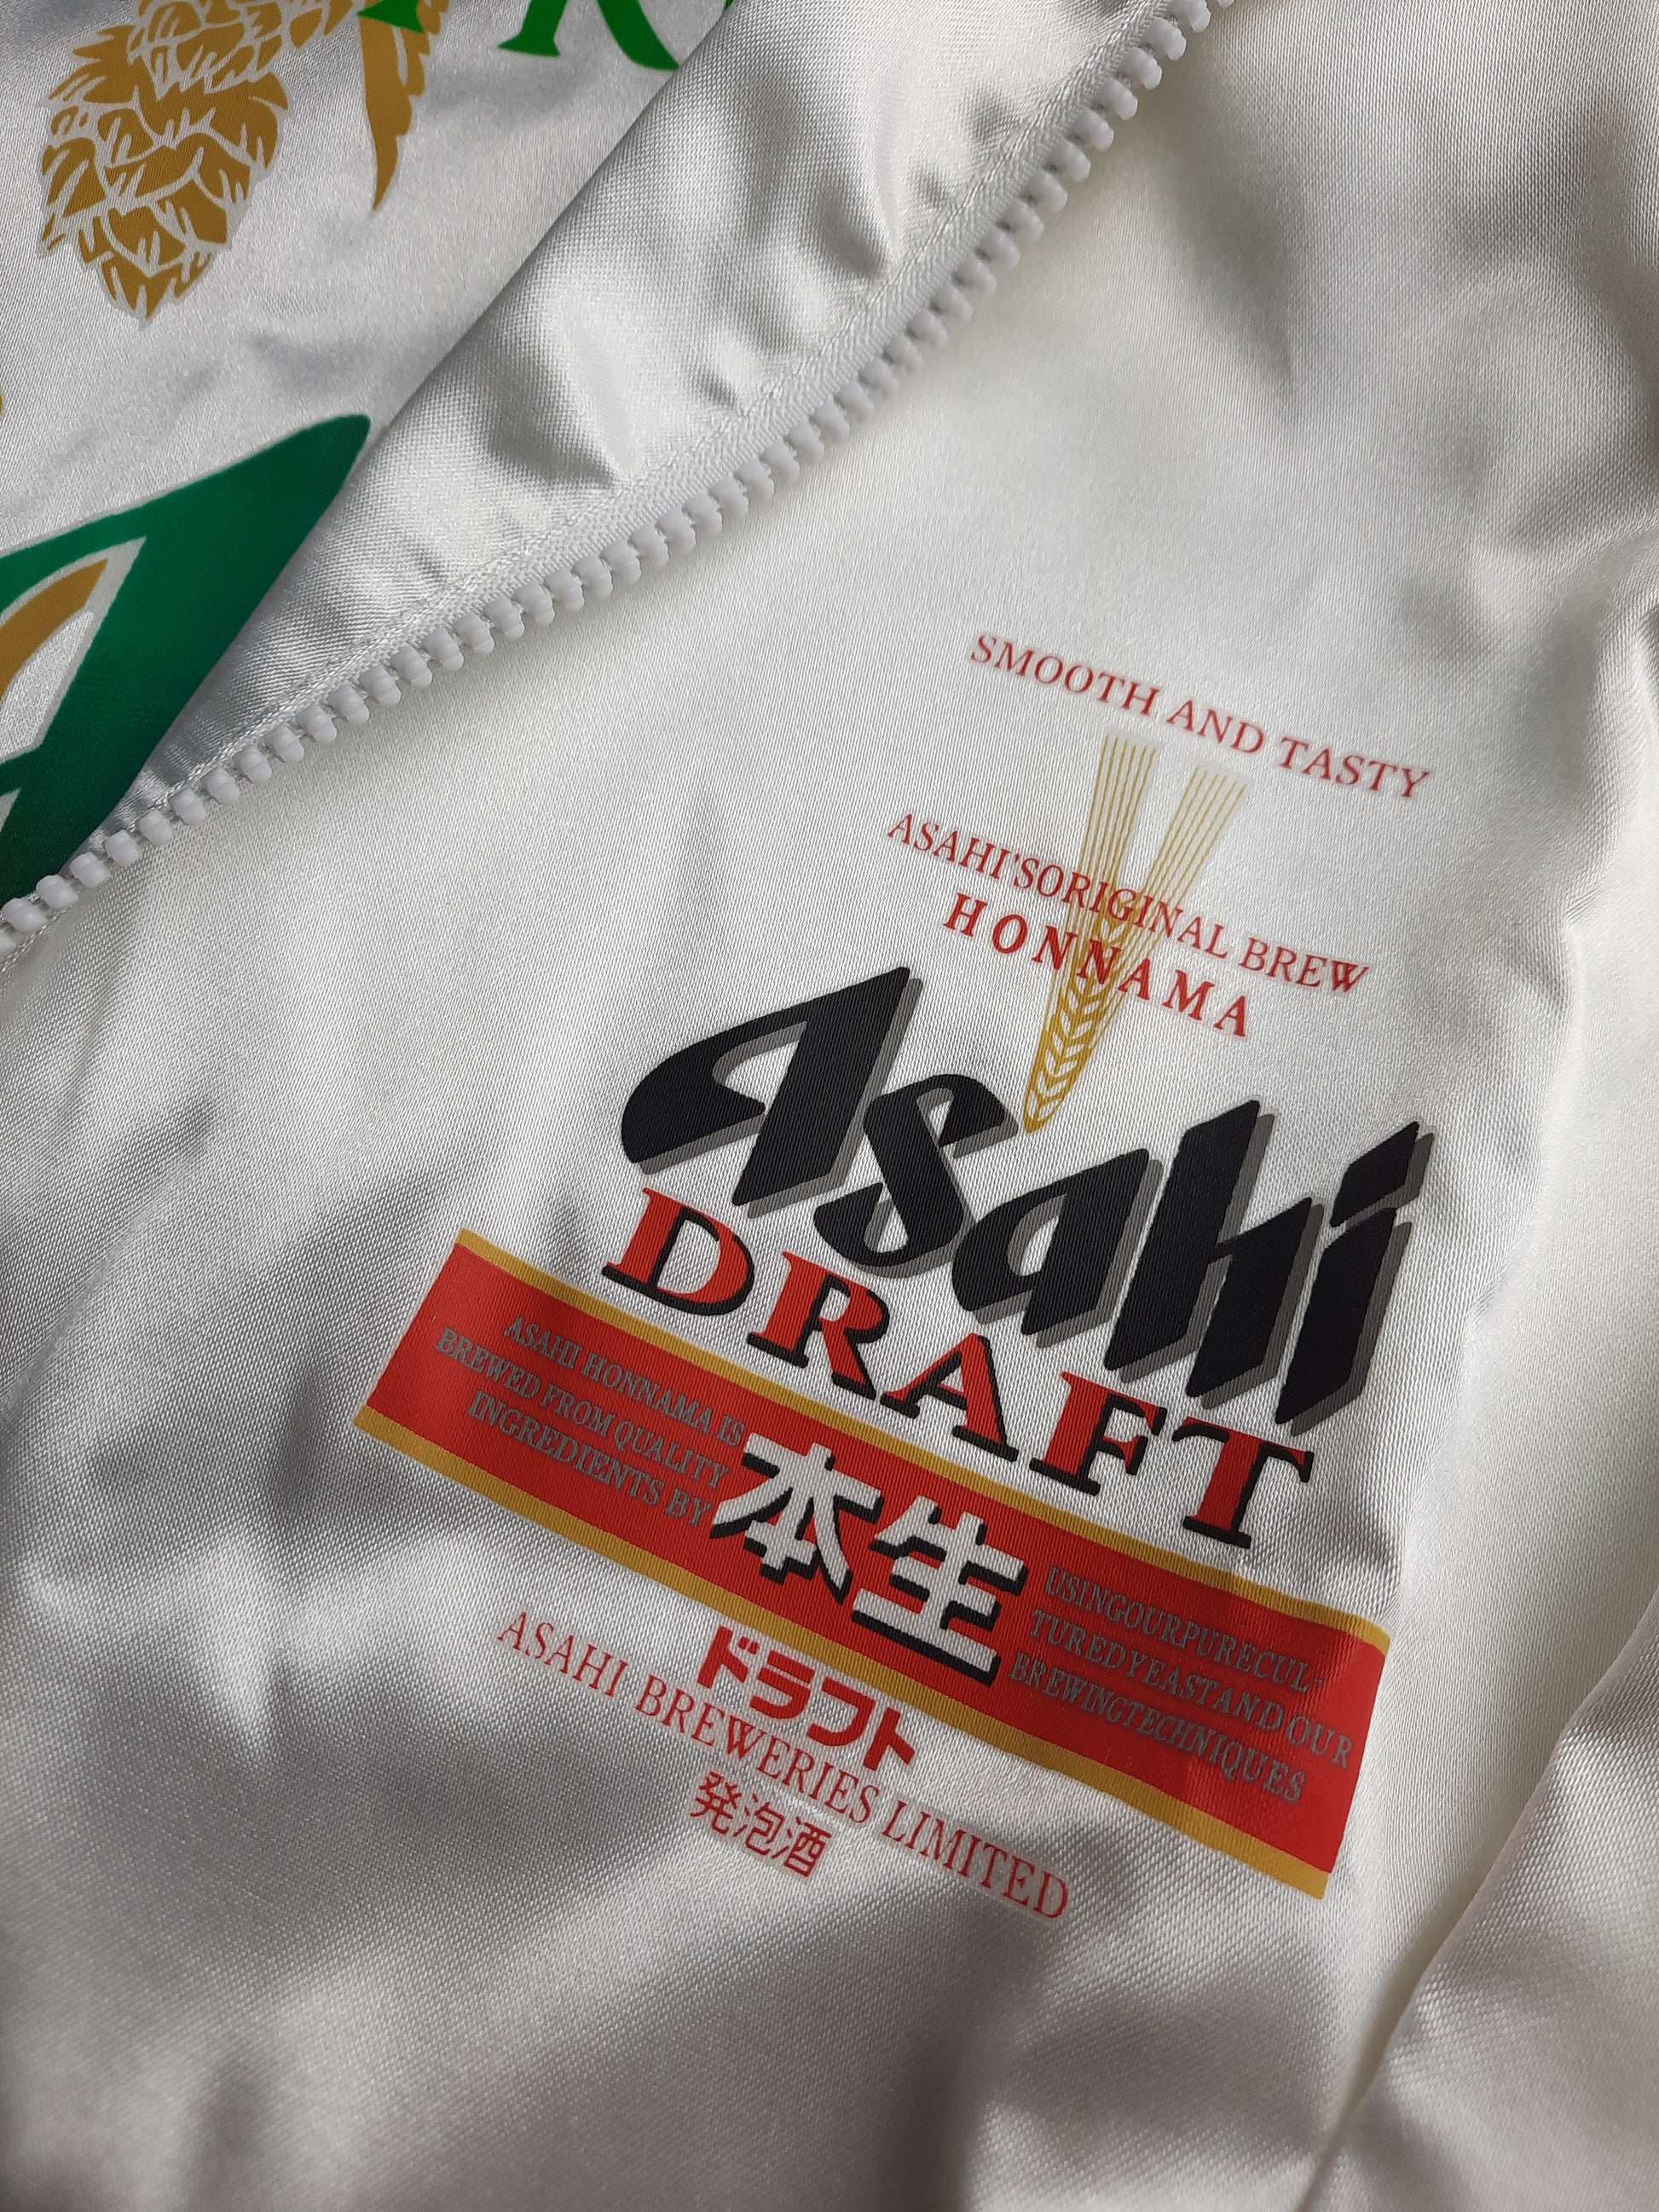 SMOOTH AND TASTY
ASAHI'SORIGINAL BREW
HONNAMA
Asahi
DRAFT
ASAHI HONNAMA IS
BREWED FROM QUALITY
INGREDIENTS BY
本生
USINGOURPURECUL-
TUREDYEASTANDOUR
BREWINGTECHNIQUES
ドラフト
ASAHI BREWERIES LIMITED
発泡酒